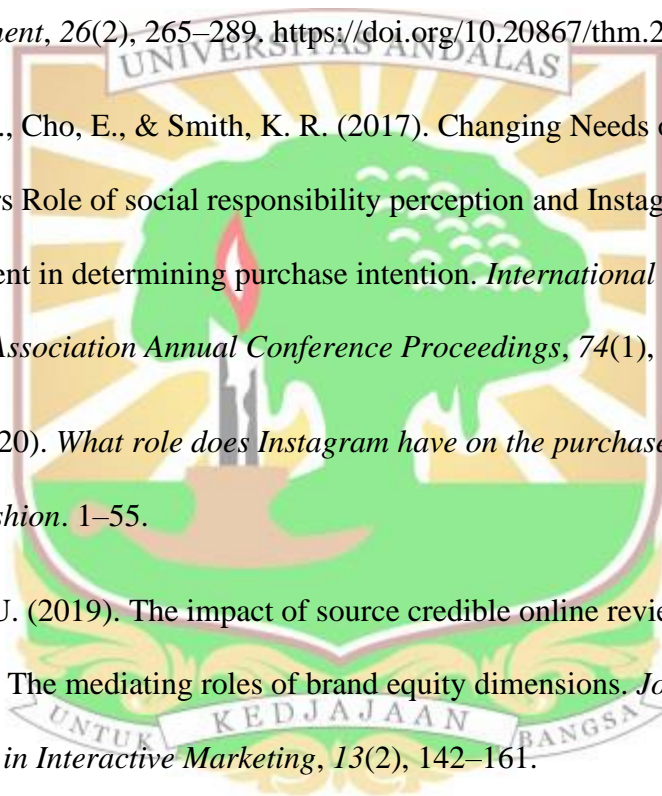 ment, 26(2), 265–289. https://doi.org/10.20867/thm.2
UNIVERSITAS ANDALAS
., Cho, E., & Smith, K. R. (2017). Changing Needs o
rs Role of social responsibility perception and Instag
ent in determining purchase intention. International
Association Annual Conference Proceedings, 74(1),
20). What role does Instagram have on the purchase
shion. 1–55.
U. (2019). The impact of source credible online revie
The mediating roles of brand equity dimensions. Jo
UNTUK KEDJAJAAN BANGSA
in Interactive Marketing, 13(2), 142–161.